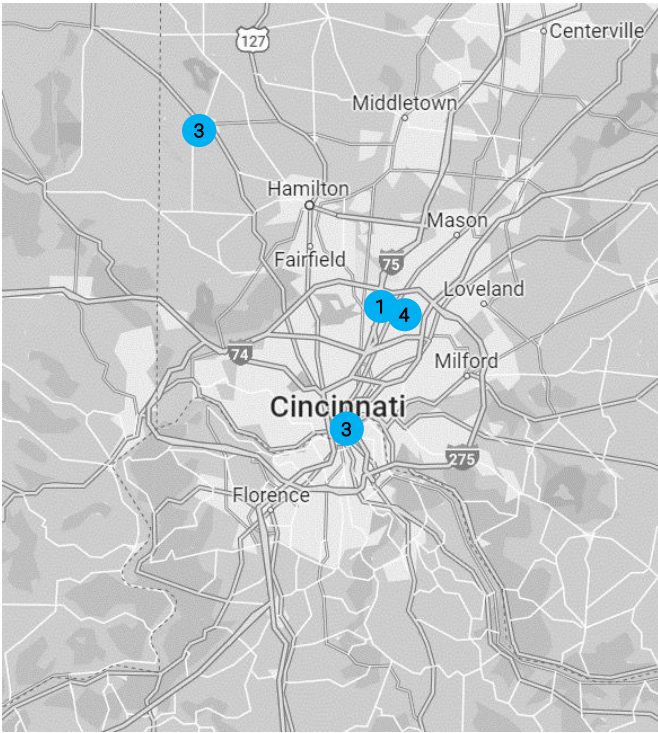 Centerville
127
Middletown
3
Hamilton
Mason
Fairfield
75
Loveland
1
4
74
Milford
Cincinnati
3
275
Florence